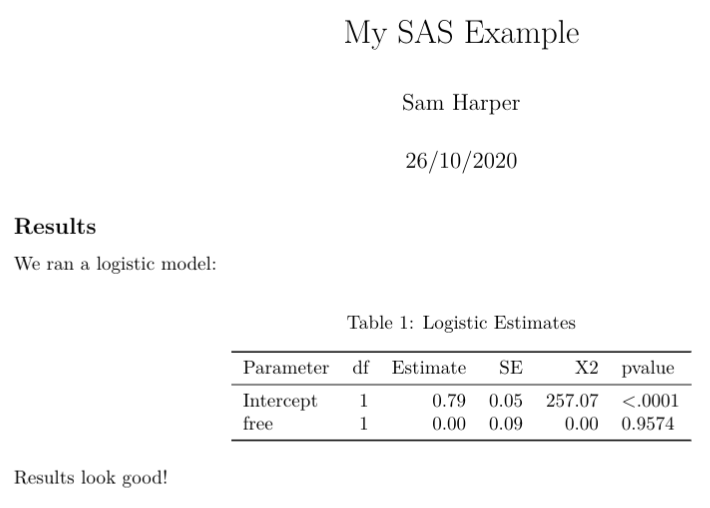 My SAS Example
Sam Harper
26/10/2020
Results
We ran a logistic model:
Table 1: Logistic Estimates
Parameter df Estimate SE X2 pvalue
Intercept 1 0.79 0.05 257.07 <.0001
free 1 0.00 0.09 0.00 0.9574
Results look good!